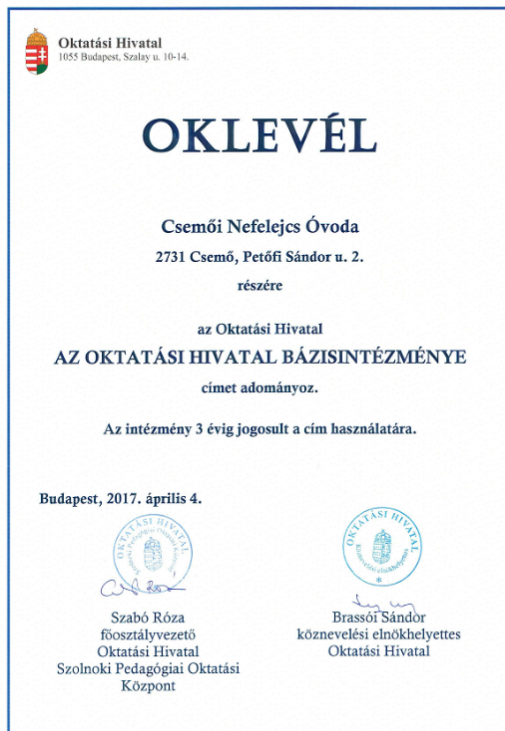 Oktatási Hivatal
1055 Budapest, Szalay u. 10-14.
OKLEVÉL
Csemői Nefelejcs Óvoda
2731 Csemő, Petőfi Sándor u. 2.
részére
az Oktatási Hivatal
AZ OKTATÁSI HIVATAL BÁZISINTÉZMÉNYE
címet adományoz.
Az intézmény 3 évig jogosult a cím használatára.
Budapest, 2017. április 4.
OKTATÁSI HIVATAL
OKTATÁSI HIVATAL
Köznevelési elnökhelyettes
Szabó Róza
főosztályvezető
Oktatási Hivatal
Szolnoki Pedagógiai Oktatási
Központ
Brassói Sándor
köznevelési elnökhelyettes
Oktatási Hivatal